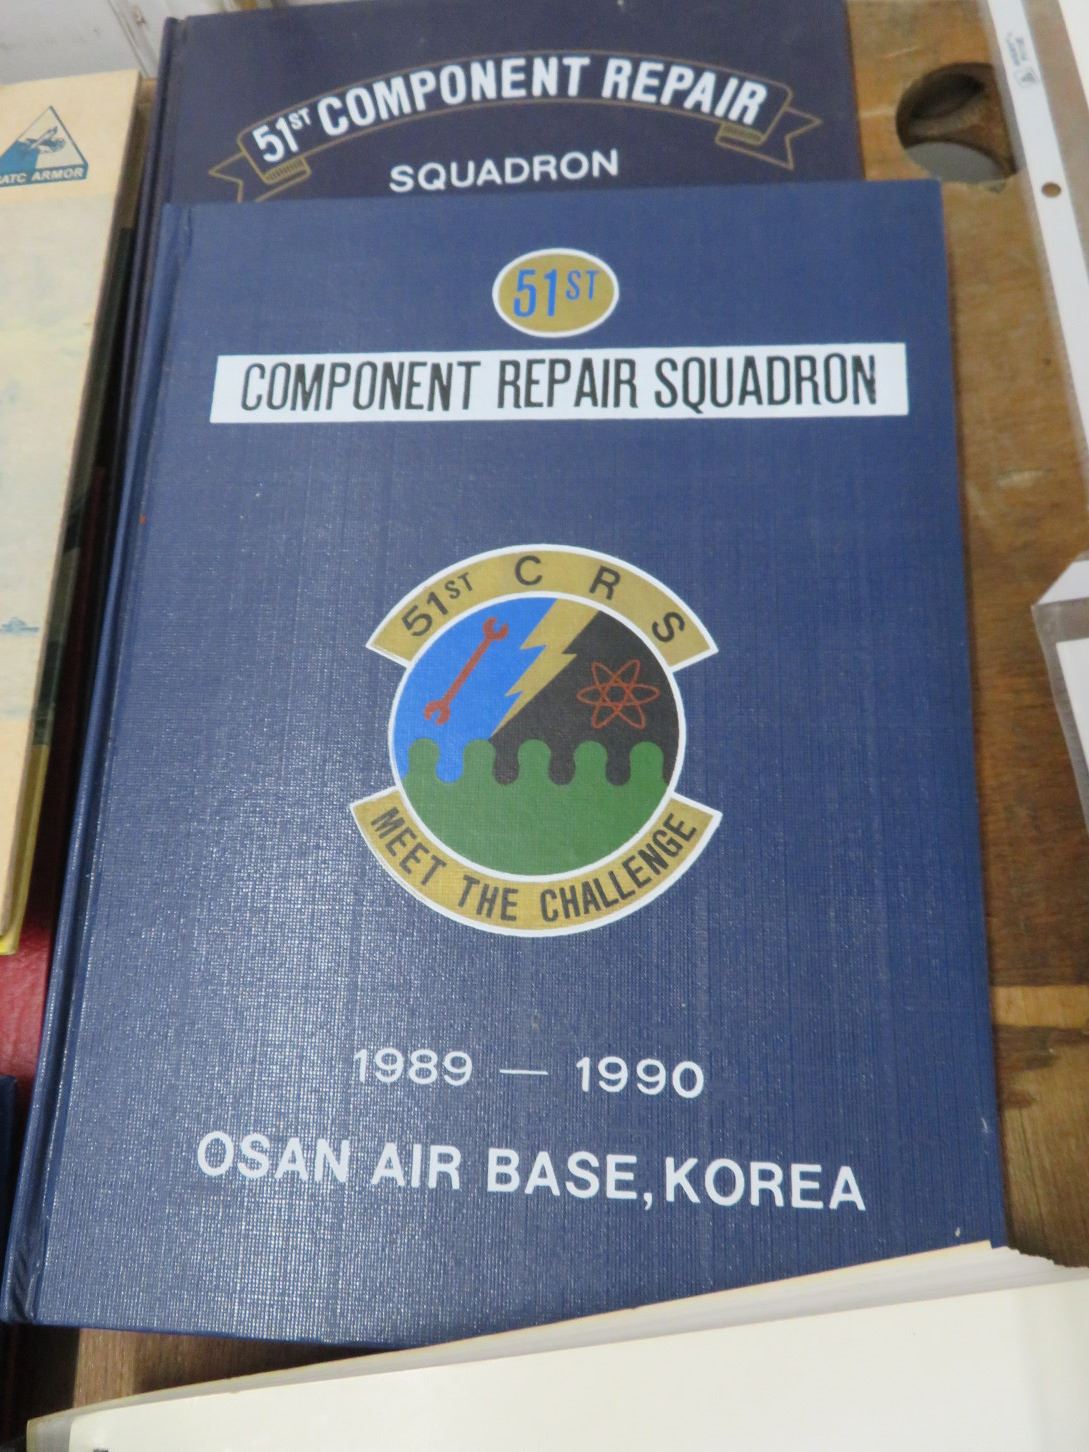 51ST COMPONENT REPAIR
SQUADRON
ATC ARMOR
51ST
COMPONENT REPAIR SQUADRON
51ST C R S
MEET THE CHALLENGE
1989 — 1990
OSAN AIR BASE, KOREA